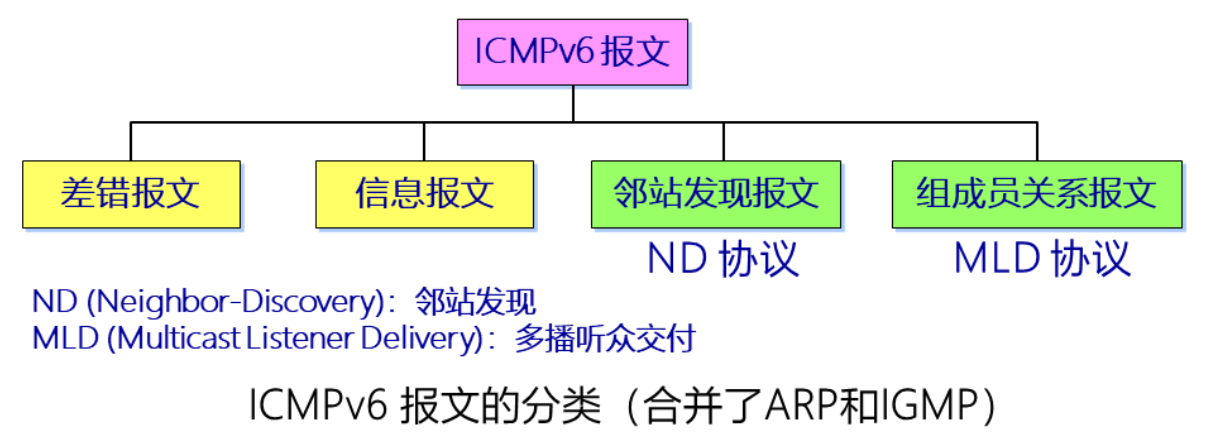 ICMPv6 报文
差错报文
信息报文
邻站发现报文
组成员关系报文
ND 协议
MLD 协议
ND (Neighbor-Discovery)：邻站发现
MLD (Multicast Listener Delivery)：多播听众交付
ICMPv6 报文的分类（合并了ARP和IGMP）